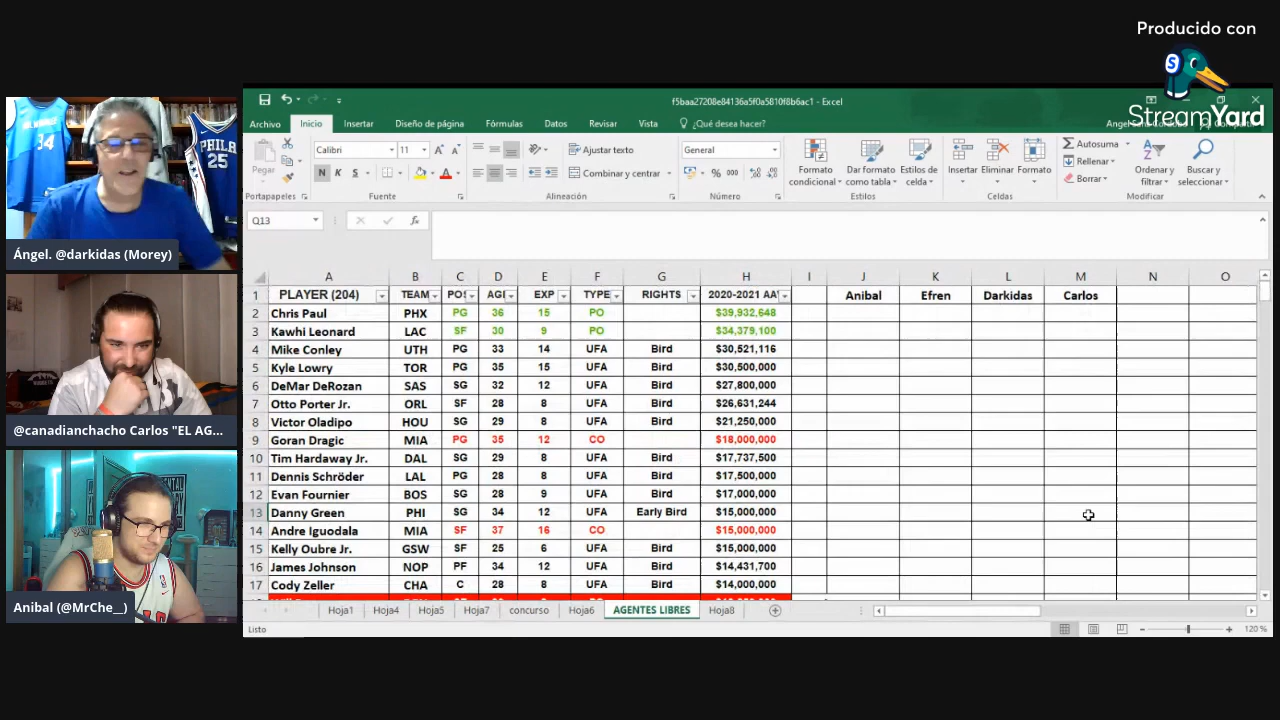 Producido con
StreamYard
PHILA
25
34
Ángel. @darkidas (Morey)
@canadianchacho Carlos "EL AG...
Anibal (@MrChe__)
f5baa27208e84136a5f0a5810f8b6ac1 - Excel
Archivo Inicio Insertar Diseño de página Fórmulas Datos Revisar Vista ¿Qué desea hacer?
Pegar
Calibri 11
N K S
Ajustar texto
Combinar y centrar
General
% 000
Formato condicional
Dar formato como tabla
Estilos de celda
Insertar Eliminar Formato
Autosuma
Rellenar
Borrar
Ordenar y filtrar
Buscar y seleccionar
Portapapeles Fuente Alineación Número Estilos Celdas Modificar
Q13 fx
A B C D E F G H I J K L M N O
1 PLAYER (204) TEAM POS AGE EXP TYPE RIGHTS 2020-2021 AAV Anibal Efren Darkidas Carlos
2 Chris Paul PHX PG 36 15 PO $39,932,648
3 Kawhi Leonard LAC SF 30 9 PO $34,379,100
4 Mike Conley UTH PG 33 14 UFA Bird $30,521,116
5 Kyle Lowry TOR PG 35 15 UFA Bird $30,500,000
6 DeMar DeRozan SAS SG 32 12 UFA Bird $27,800,000
7 Otto Porter Jr. ORL SF 28 8 UFA Bird $26,631,244
8 Victor Oladipo HOU SG 29 8 UFA Bird $21,250,000
9 Goran Dragic MIA PG 35 12 CO $18,000,000
10 Tim Hardaway Jr. DAL SG 29 8 UFA Bird $17,737,500
11 Dennis Schröder LAL PG 28 8 UFA Bird $17,500,000
12 Evan Fournier BOS SG 28 9 UFA Bird $17,000,000
13 Danny Green PHI SG 34 12 UFA Early Bird $15,000,000
14 Andre Iguodala MIA SF 37 16 CO $15,000,000
15 Kelly Oubre Jr. GSW SF 25 6 UFA Bird $15,000,000
16 James Johnson NOP PF 34 12 UFA Bird $14,431,700
17 Cody Zeller CHA C 28 8 UFA Bird $14,000,000
Hoja1 Hoja4 Hoja5 Hoja7 concurso Hoja6 AGENTES LIBRES Hoja8
Listo
120 %